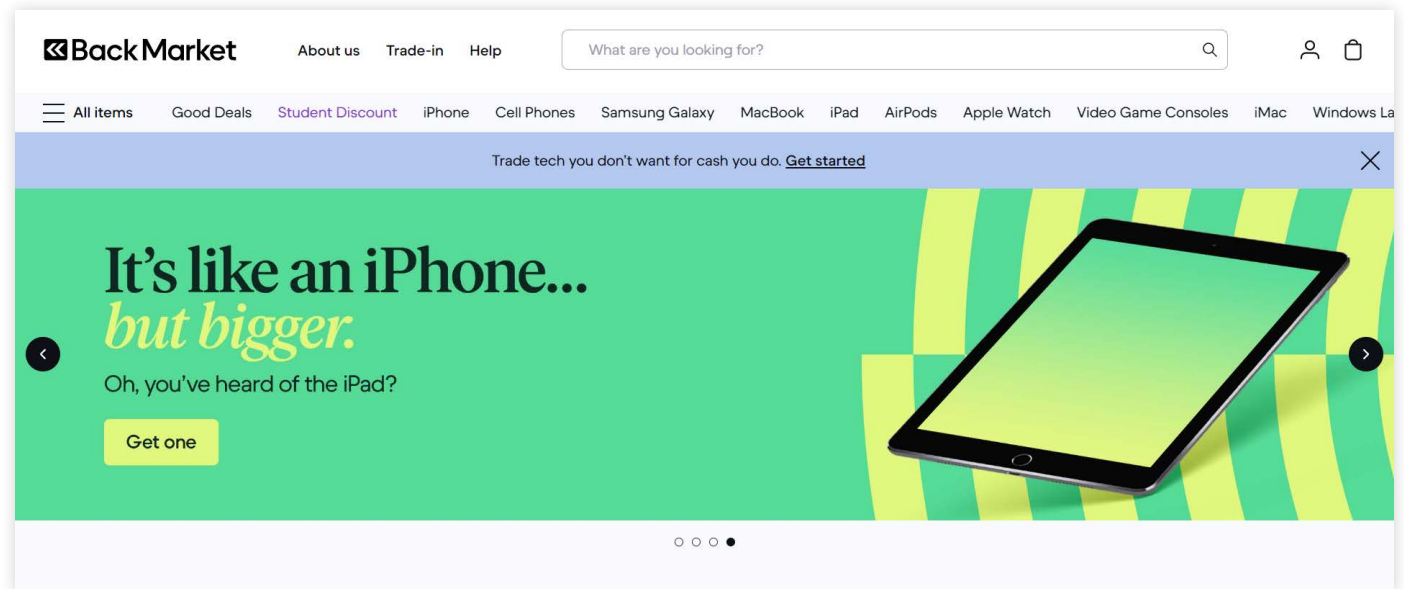 Back Market
About us Trade-in Help What are you looking for?
All items Good Deals Student Discount iPhone Cell Phones Samsung Galaxy MacBook iPad AirPods Apple Watch Video Game Consoles iMac Windows La
Trade tech you don't want for cash you do. Get started
It's like an iPhone...
but bigger.
Oh, you've heard of the iPad?
Get one